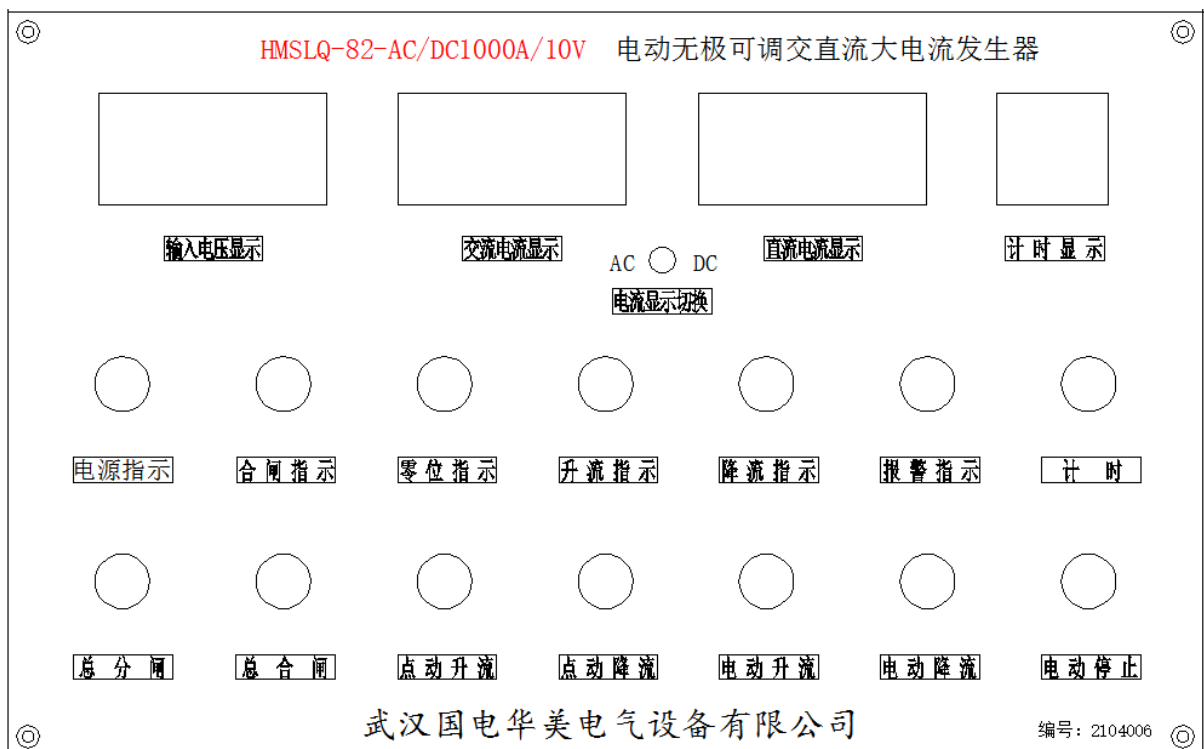 HMSLQ-82-AC/DC1000A/10V 电动无极可调交直流大电流发生器
输入电压显示 交流电流显示 直流电流显示 计时显示
AC DC
电流显示切换
电源指示 合闸指示 零位指示 升流指示 降流指示 报警指示 计时
总分闸 总合闸 点动升流 点动降流 电动升流 电动降流 电动停止
武汉国电华美电气设备有限公司 编号：2104006